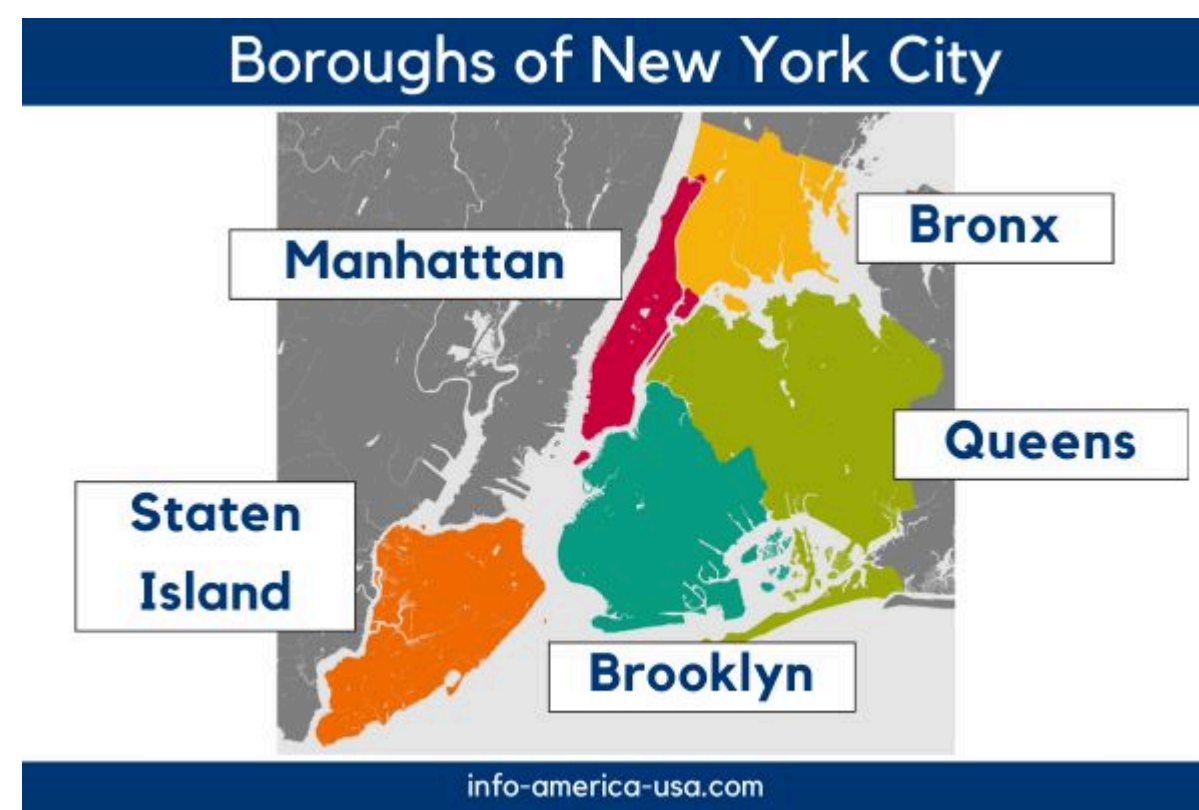 Boroughs of New York City
Manhattan
Bronx
Queens
Staten
Island
Brooklyn
info-america-usa.com